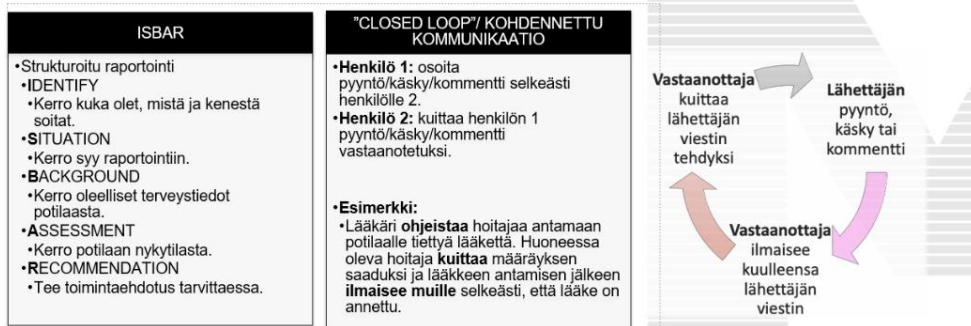 ISBAR
•Strukturoitu raportointi
•IDENTIFY
•Kerro kuka olet, mistä ja kenestä
soitat.
•SITUATION
•Kerro syy raportointiin.
•BACKGROUND
•Kerro oleelliset terveystiedot
potilaasta.
•ASSESSMENT
•Kerro potilaan nykytilasta.
•RECOMMENDATION
•Tee toimintaehdotus tarvittaessa.
"CLOSED LOOP"/ KOHDENNETTU
KOMMUNIKAATIO
•Henkilö 1: osoita
pyyntö/käsky/kommentti selkeästi
henkilölle 2.
•Henkilö 2: kuittaa henkilön 1
pyyntö/käsky/kommentti
vastaanotetuksi.
•Esimerkki:
•Lääkäri ohjeistaa hoitajaa antamaan
potilaalle tiettyä lääkettä. Huoneessa
oleva hoitaja kuittaa määräyksen
saaduksi ja lääkkeen antamisen jälkeen
ilmaisee muille selkeästi, että lääke on
annettu.
Vastaanottaja
kuittaa
lähettäjän
viestin
tehdyksi
Lähettäjän
pyyntö,
käsky tai
kommentti
Vastaanottaja
ilmaisee
kuulleensa
lähettäjän
viestin